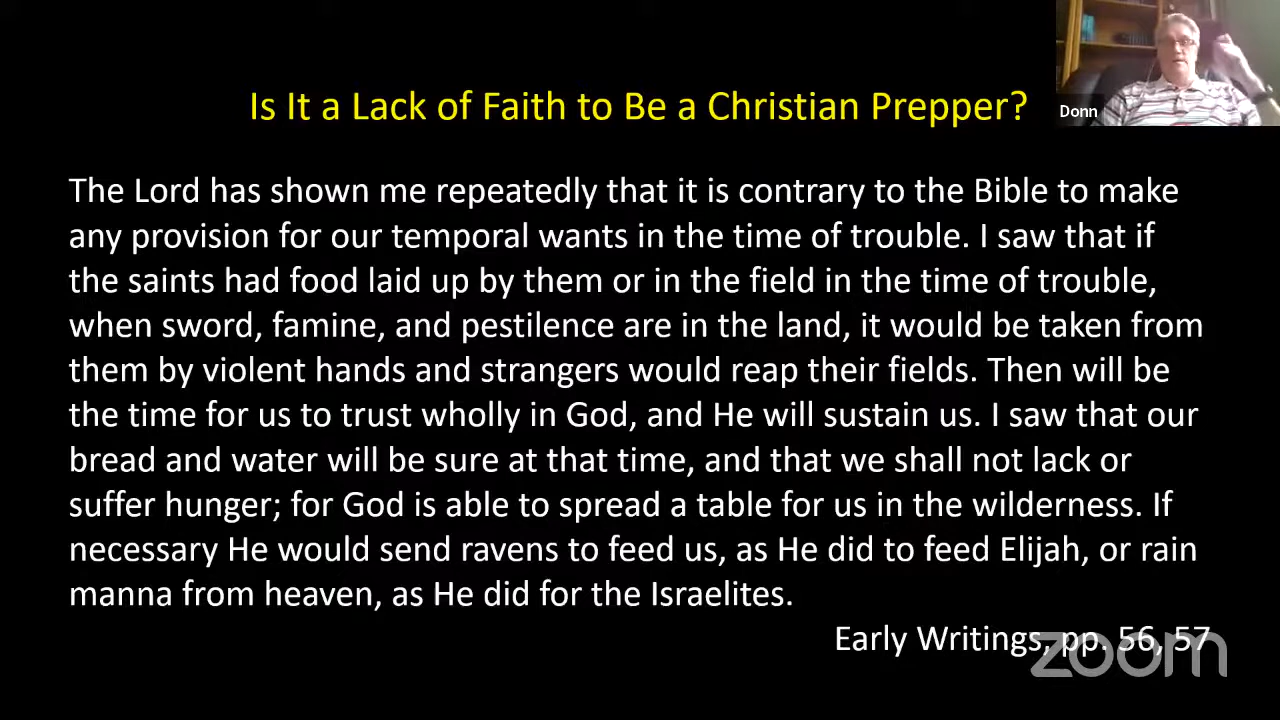 Is It a Lack of Faith to Be a Christian Prepper?
Donn
The Lord has shown me repeatedly that it is contrary to the Bible to make
any provision for our temporal wants in the time of trouble. I saw that if
the saints had food laid up by them or in the field in the time of trouble,
when sword, famine, and pestilence are in the land, it would be taken from
them by violent hands and strangers would reap their fields. Then will be
the time for us to trust wholly in God, and He will sustain us. I saw that our
bread and water will be sure at that time, and that we shall not lack or
suffer hunger; for God is able to spread a table for us in the wilderness. If
necessary He would send ravens to feed us, as He did to feed Elijah, or rain
manna from heaven, as He did for the Israelites.
Early Writings, pp. 56, 57
zoom